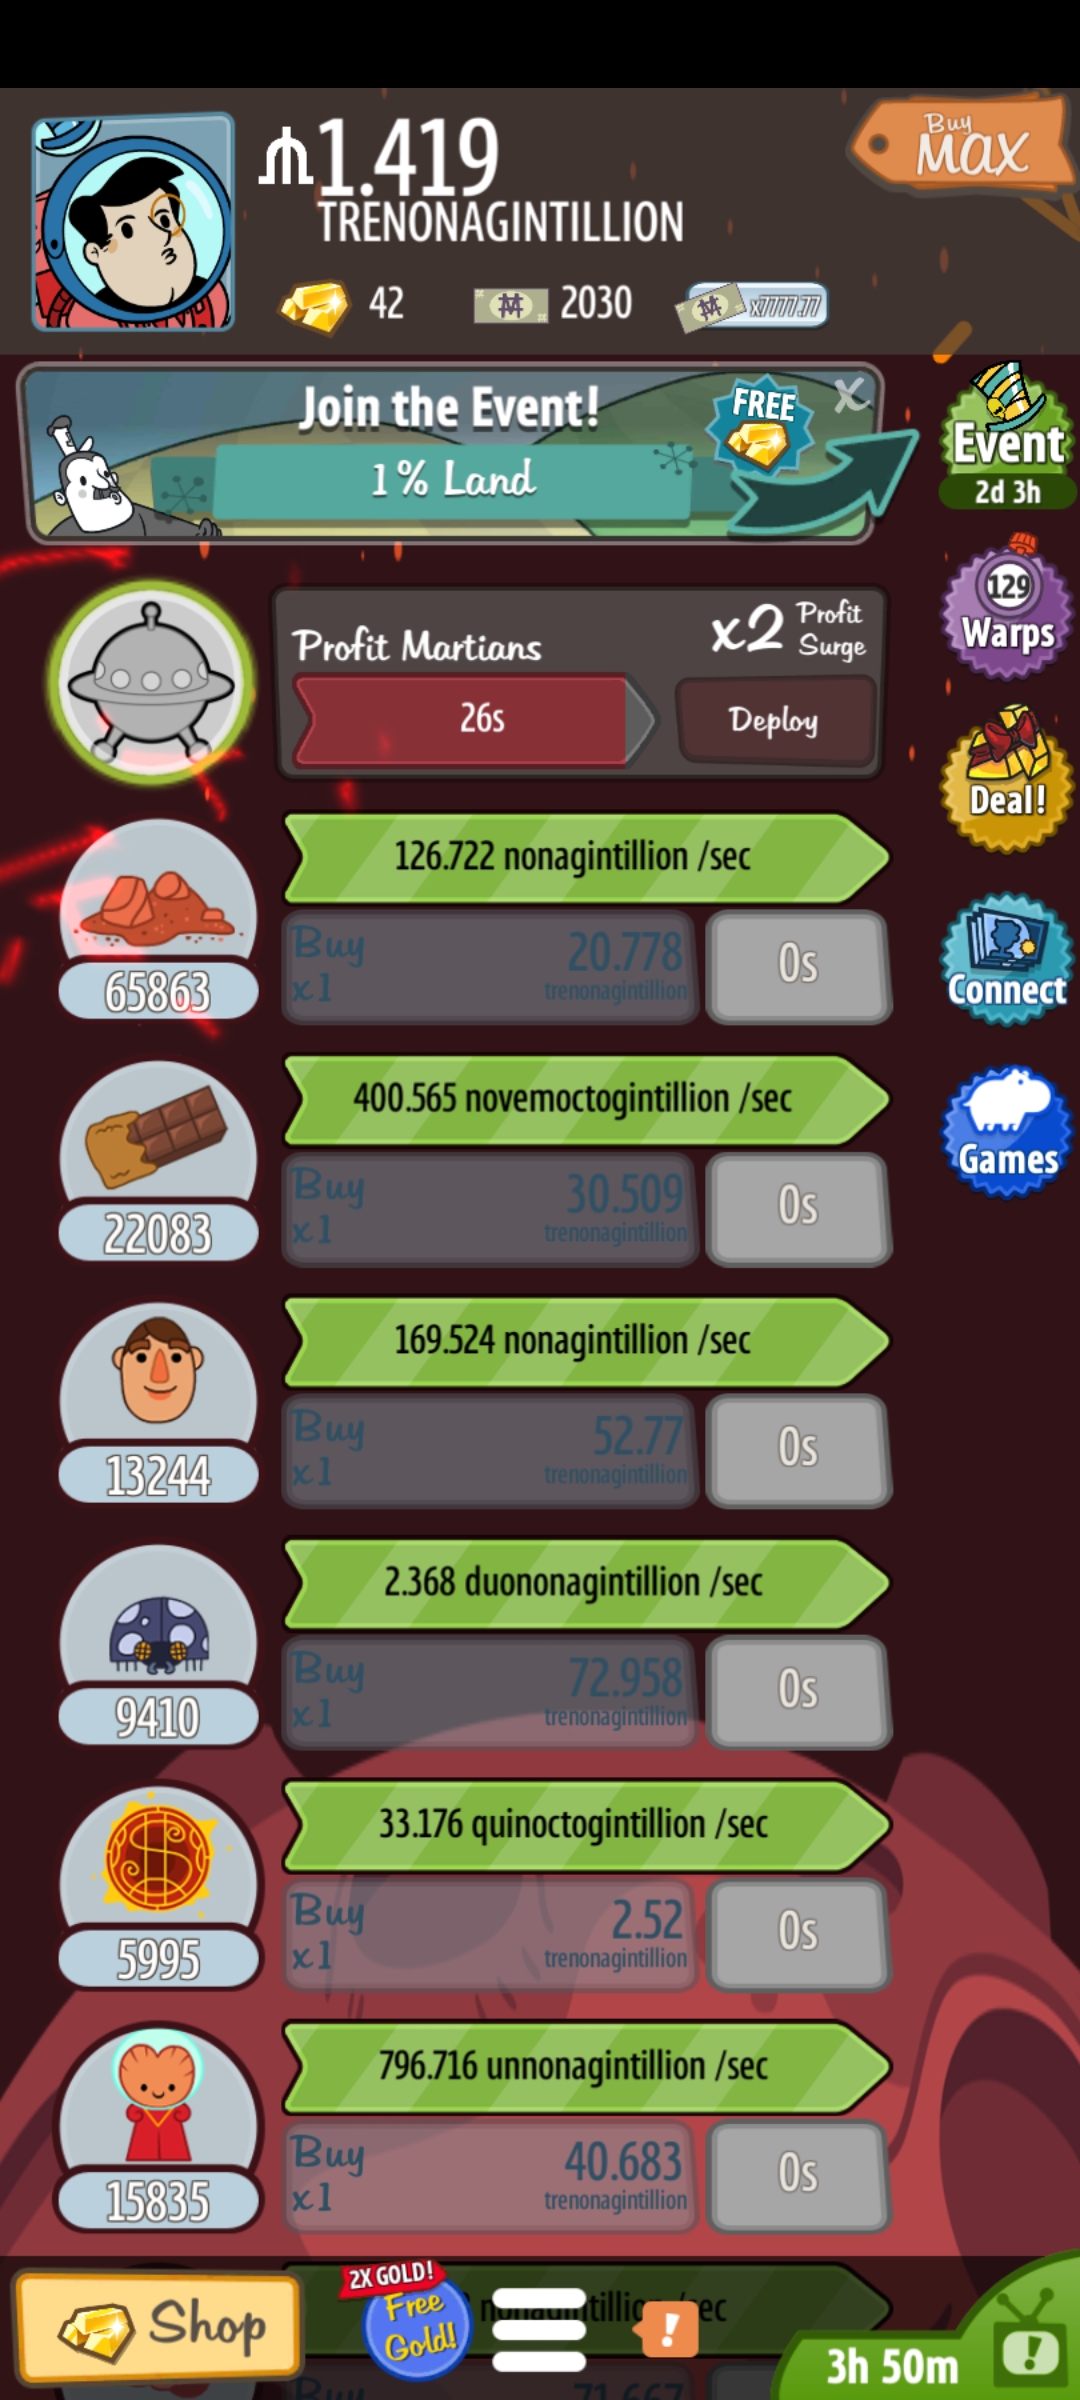 Buy
MAX
1.419
TRENONAGINTILLION
42
2030
x7777.77
Join the Event!
FREE
X
1% Land
Event
2d 3h
129
Warps
Profit Martians
x2 Profit
Surge
26s
Deploy
Deal!
126.722 nonagintillion /sec
Buy
x1
20.778
trenonagintillion
0s
65863
Connect
400.565 novemoctogintillion /sec
Buy
x1
30.509
trenonagintillion
0s
22083
Games
169.524 nonagintillion /sec
Buy
x1
52.77
trenonagintillion
0s
13244
2.368 duononagintillion /sec
Buy
x1
72.958
trenonagintillion
0s
9410
33.176 quinoctogintillion /sec
Buy
x1
2.52
trenonagintillion
0s
5995
796.716 unnonagintillion /sec
Buy
x1
40.683
trenonagintillion
0s
15835
Shop
2X GOLD!
Free
Gold!
!
3h 50m
!
Buy
71.667